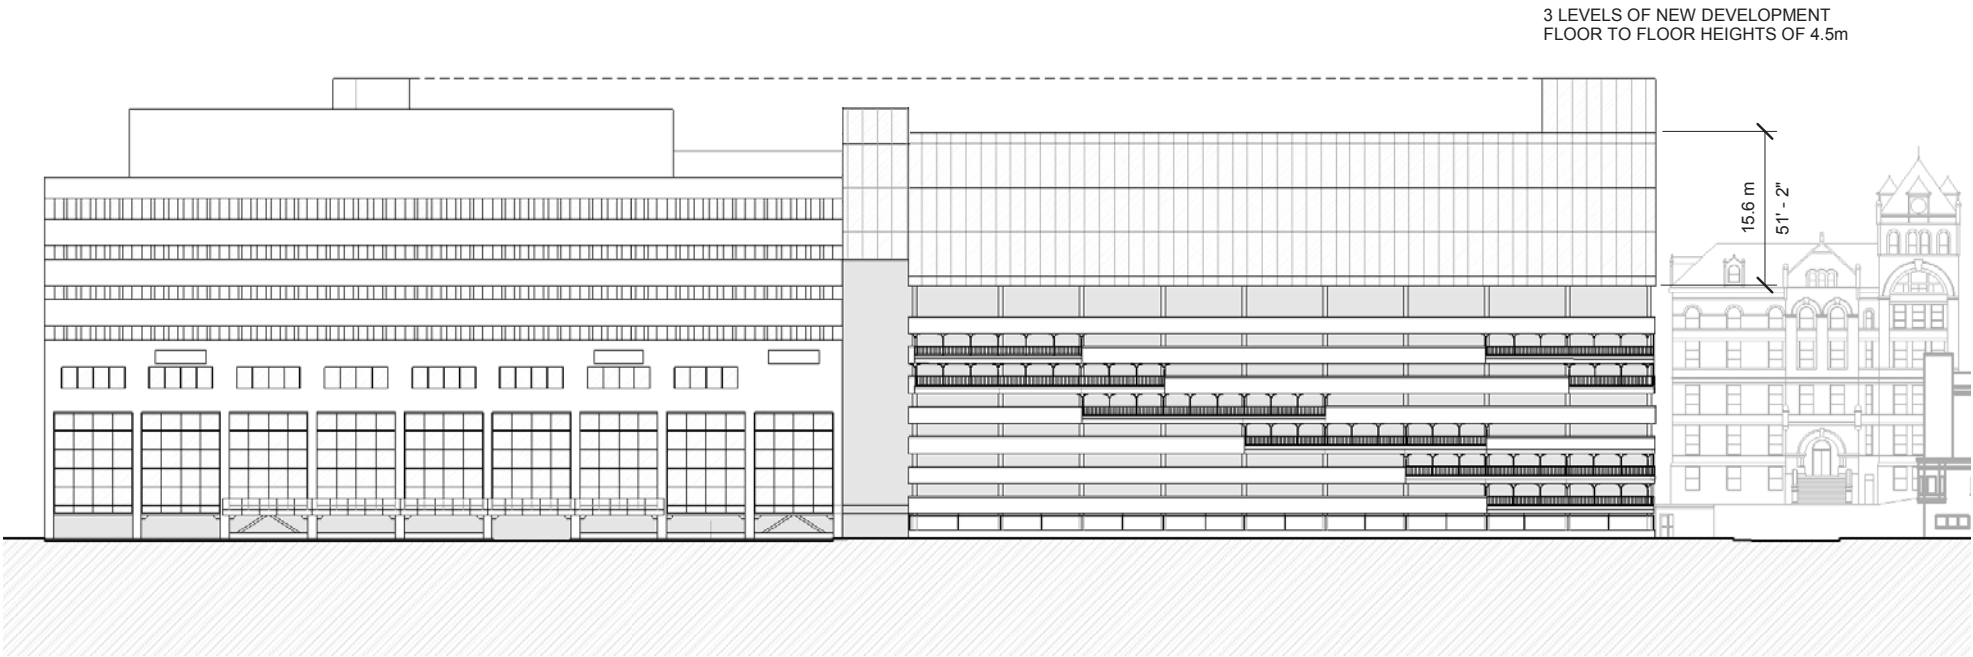 3 LEVELS OF NEW DEVELOPMENT
FLOOR TO FLOOR HEIGHTS OF 4.5m
15.6 m
51' - 2"